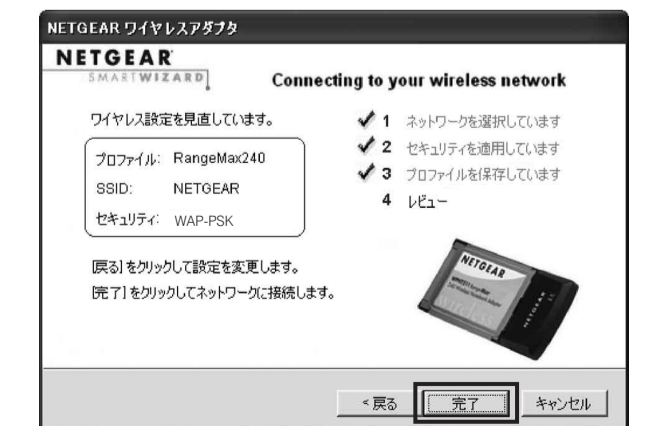 NETGEAR ワイヤレスアダプタ
NETGEAR
SMARTWIZARD
Connecting to your wireless network
ワイヤレス設定を見直しています。
プロファイル: RangeMax240
SSID: NETGEAR
セキュリティ: WAP-PSK
[戻る]をクリックして設定を変更します。
[完了]をクリックしてネットワークに接続します。
✔ 1 ネットワークを選択しています
✔ 2 セキュリティを適用しています
✔ 3 プロファイルを保存しています
4 レビュー
NETGEAR
wireless
NETGEAR
<戻る
完了
キャンセル